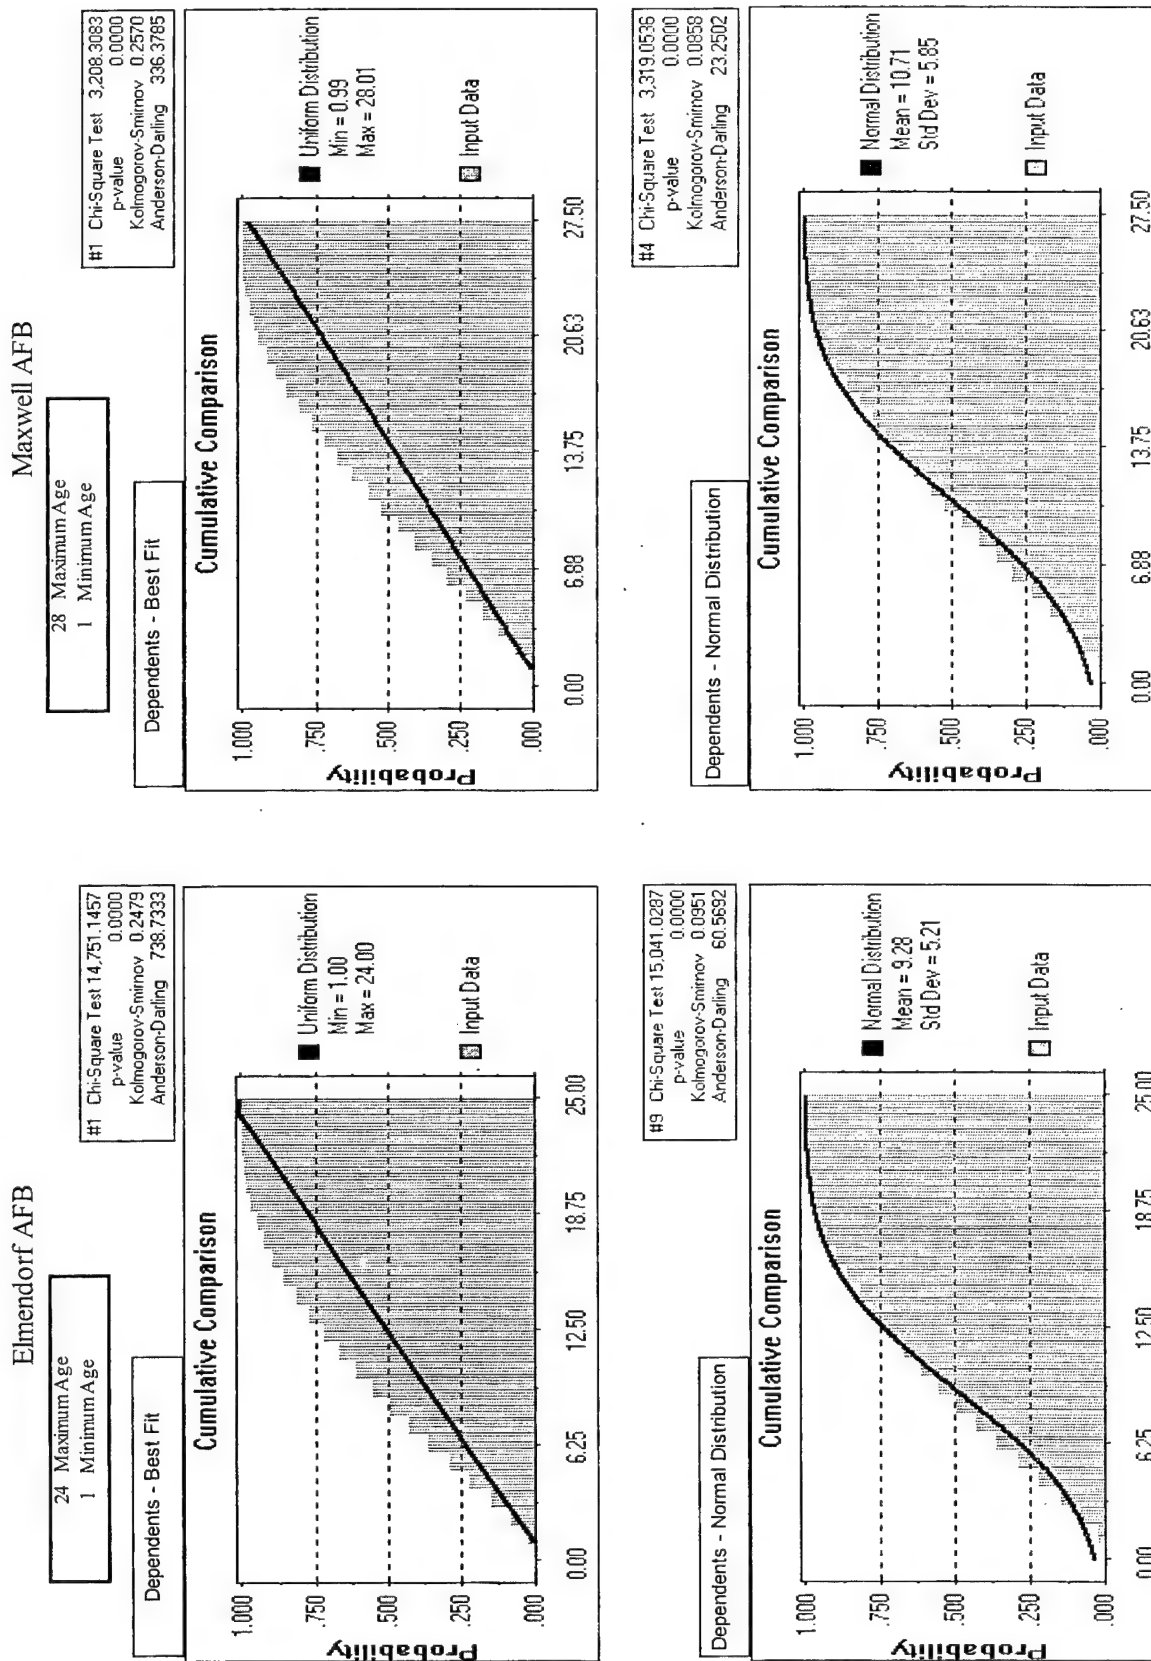 Elmendorf AFB
24 Maximum Age
1 Minimum Age
Dependents - Best Fit
#1 Chi-Square Test 14,751.1457
p-value 0.0000
Kolmogorov-Smirnov 0.2479
Anderson-Darling 738.7333
Cumulative Comparison
Probability
1.000
.750
.500
.250
.000
0.00 6.25 12.50 18.75 25.00
Uniform Distribution
Min = 1.00
Max = 24.00
Input Data
Dependents - Normal Distribution
#9 Chi-Square Test 15,041.0287
p-value 0.0000
Kolmogorov-Smirnov 0.0951
Anderson-Darling 60.5692
Cumulative Comparison
Probability
1.000
.750
.500
.250
.000
0.00 6.25 12.50 18.75 25.00
Normal Distribution
Mean = 9.28
Std Dev = 5.21
Input Data
Maxwell AFB
28 Maximum Age
1 Minimum Age
Dependents - Best Fit
#1 Chi-Square Test 3,208.3083
p-value 0.0000
Kolmogorov-Smirnov 0.2570
Anderson-Darling 336.3785
Cumulative Comparison
Probability
1.000
.750
.500
.250
.000
0.00 6.88 13.75 20.63 27.50
Uniform Distribution
Min = 0.99
Max = 28.01
Input Data
Dependents - Normal Distribution
#4 Chi-Square Test 3,319.0536
p-value 0.0000
Kolmogorov-Smirnov 0.0858
Anderson-Darling 23.2502
Cumulative Comparison
Probability
1.000
.750
.500
.250
.000
0.00 6.88 13.75 20.63 27.50
Normal Distribution
Mean = 10.71
Std Dev = 5.85
Input Data